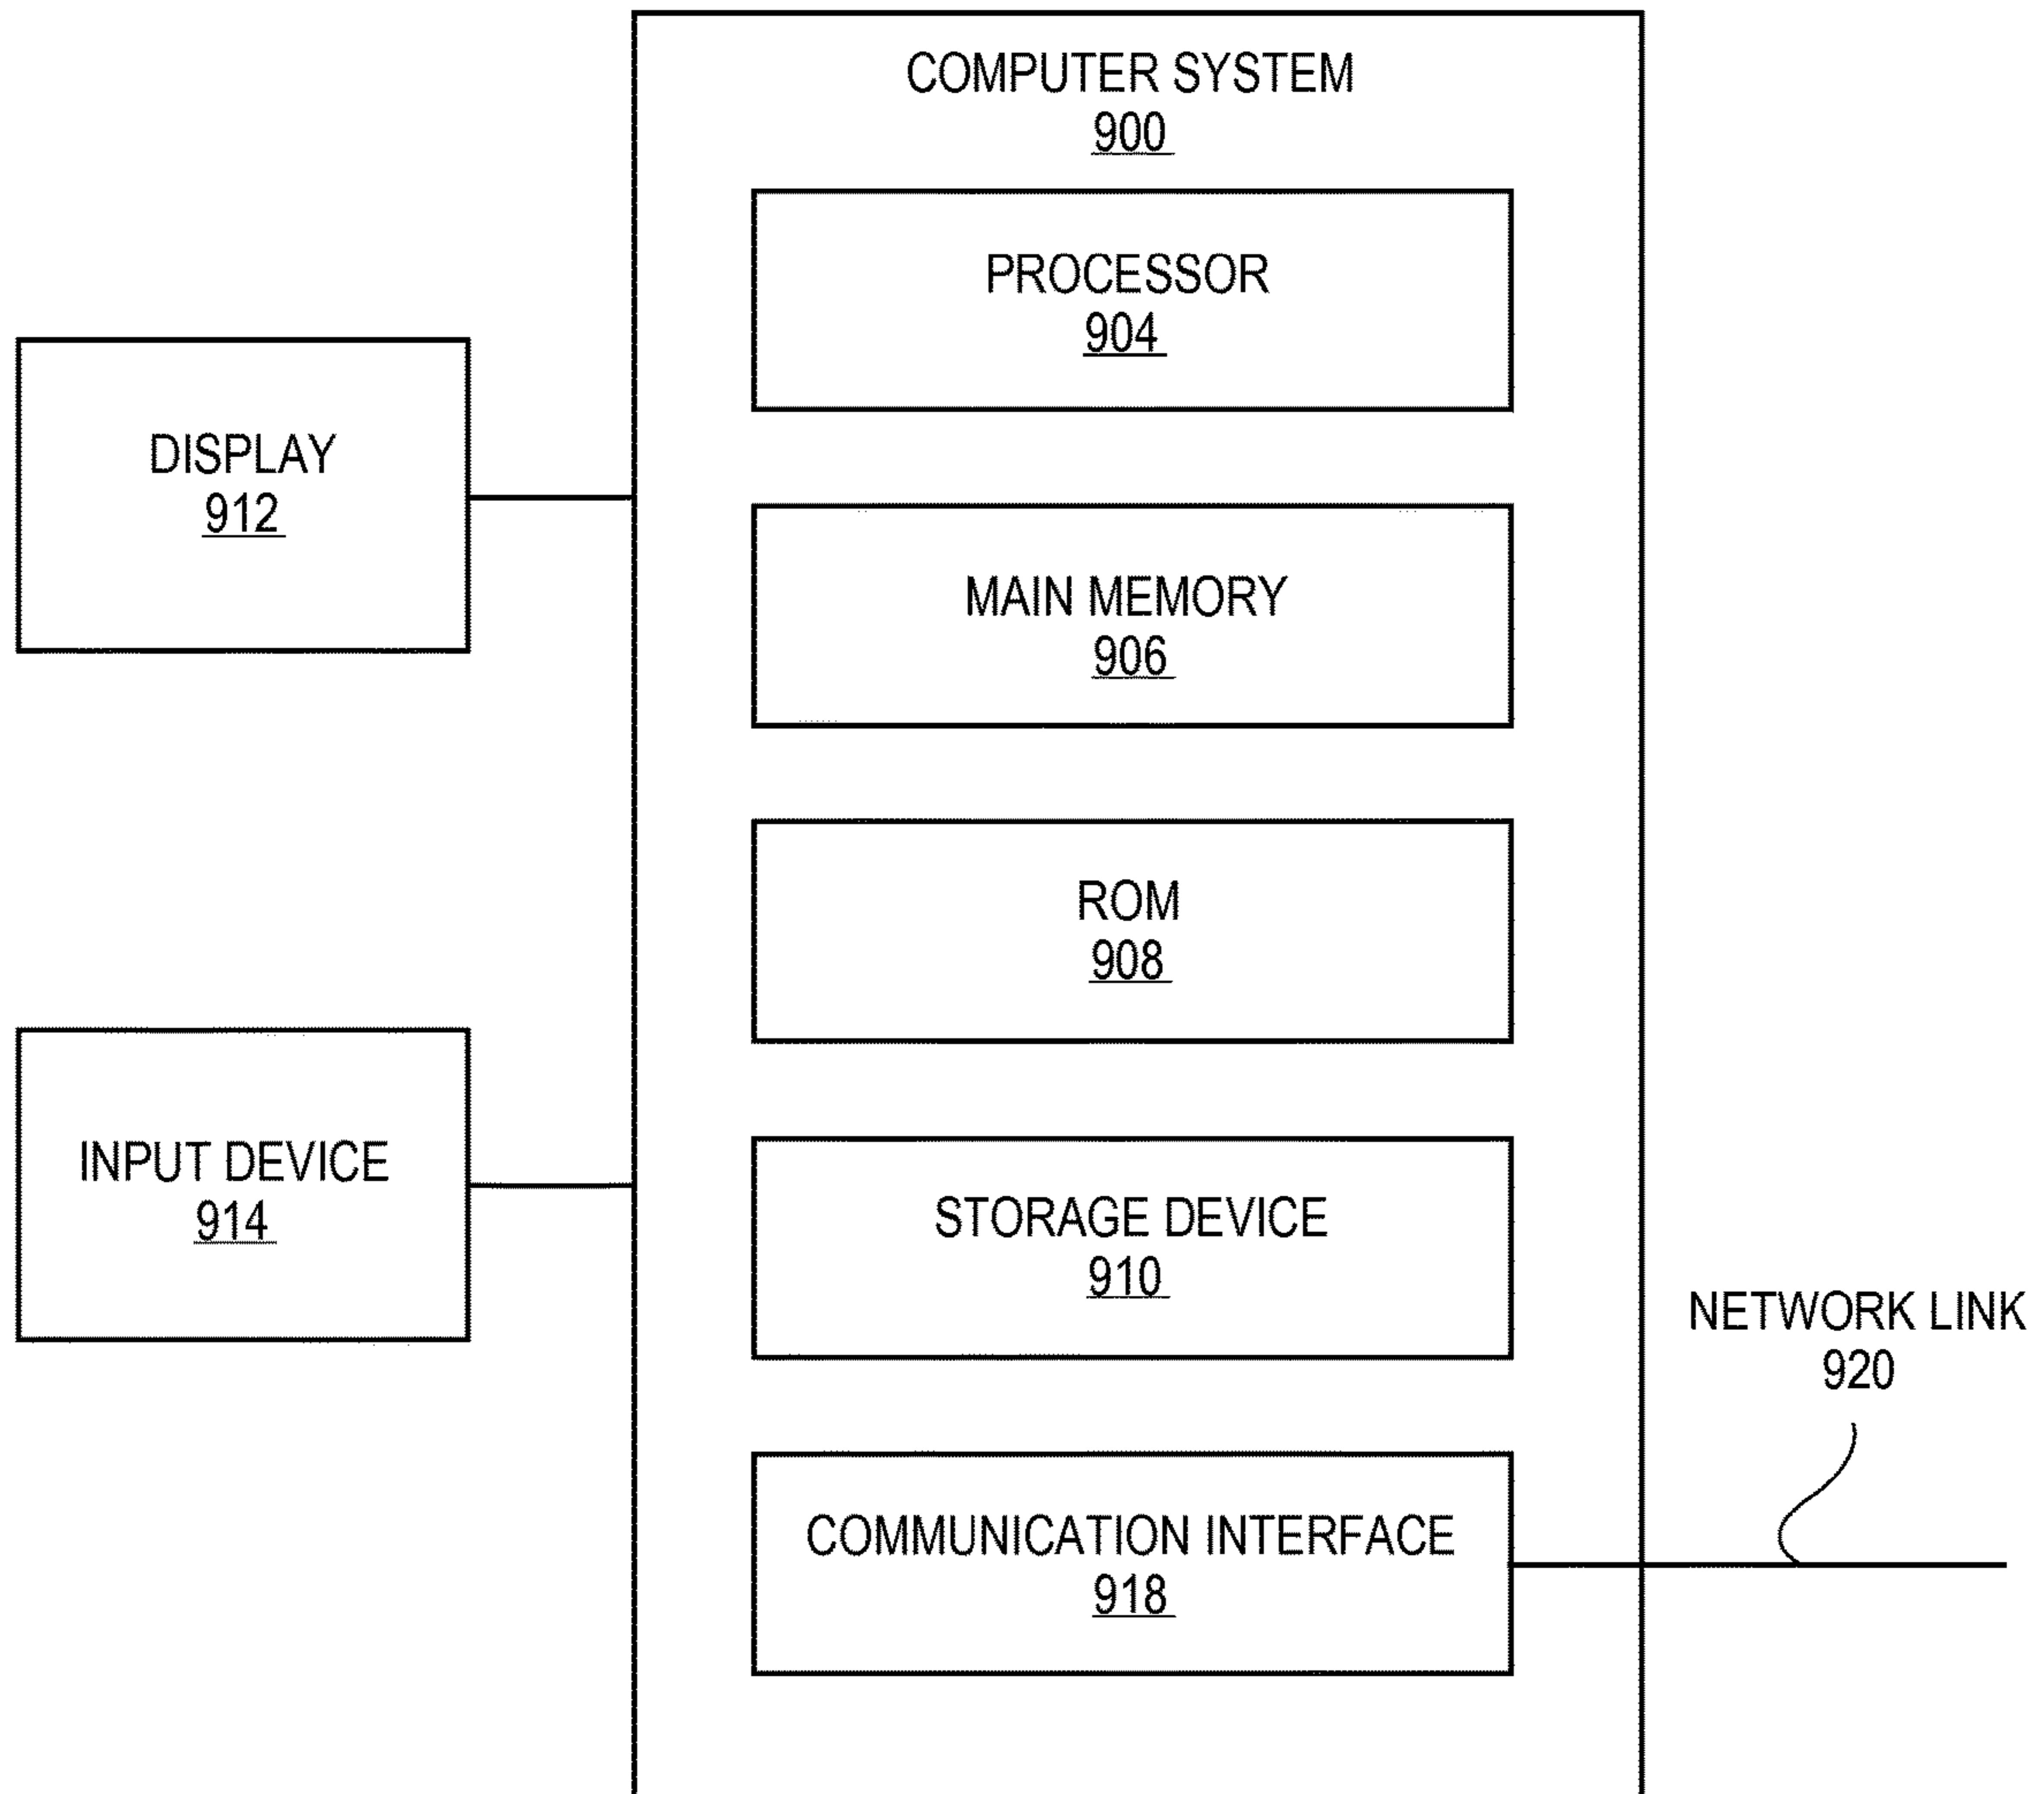 COMPUTER SYSTEM
900
PROCESSOR
904
DISPLAY
912
MAIN MEMORY
906
ROM
908
INPUT DEVICE
914
STORAGE DEVICE
910
NETWORK LINK
920
COMMUNICATION INTERFACE
918